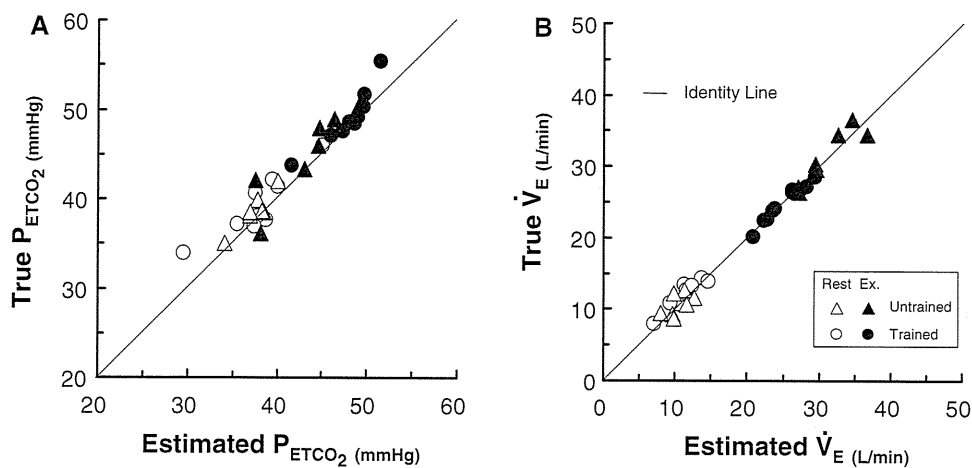 A
True PETCO2 (mmHg)
60
50
40
30
20
20 30 40 50 60
Estimated PETCO2 (mmHg)
B
True V̇E (L/min)
50
40
30
20
10
0
0 10 20 30 40 50
Estimated V̇E (L/min)
Identity Line
Rest Ex.
Untrained
Trained